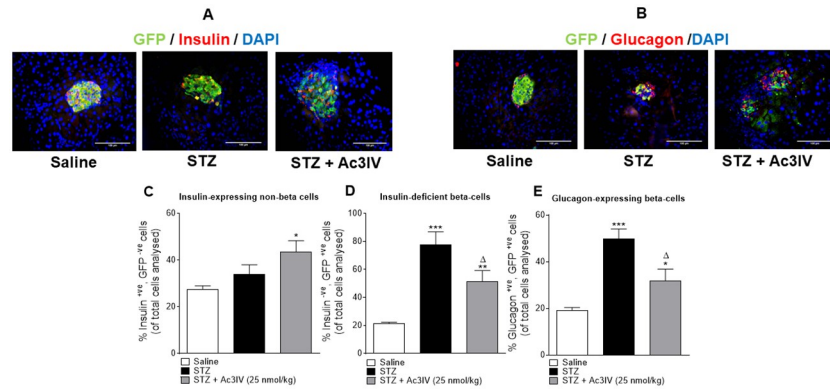 A
GFP / Insulin / DAPI
Saline
STZ
STZ + Ac3IV
B
GFP / Glucagon /DAPI
Saline
STZ
STZ + Ac3IV
C
Insulin-expressing non-beta cells
% Insulin +ve, GFP -ve cells
(of total cells analysed)
60
40
20
0
*
Saline
STZ
STZ + Ac3IV (25 nmol/kg)
D
Insulin-deficient beta-cells
% Insulin -ve, GFP +ve cells
(of total cells analysed)
100
80
60
40
20
0
***
Δ
**
Saline
STZ
STZ + Ac3IV (25 nmol/kg)
E
Glucagon-expressing beta-cells
% Glucagon +ve, GFP +ve cells
(of total cells analysed)
60
40
20
0
***
Δ
*
Saline
STZ
STZ + Ac3IV (25 nmol/kg)